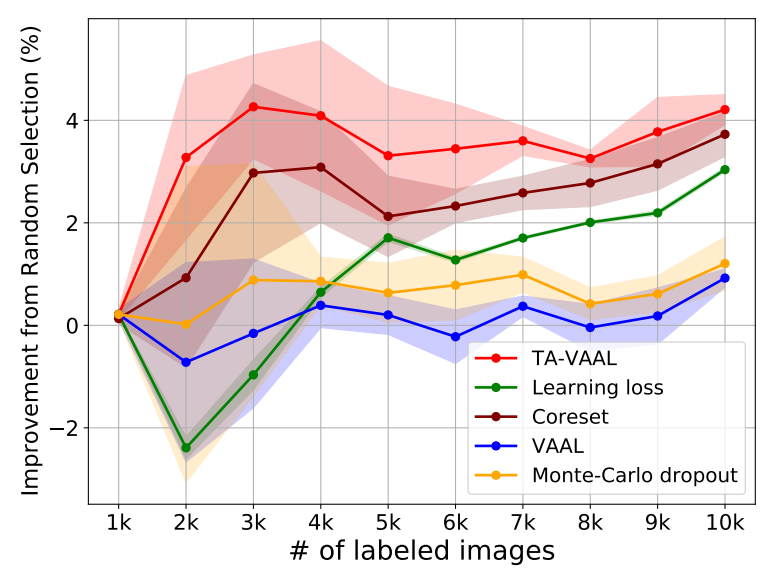 Improvement from Random Selection (%)
4
2
0
−2
TA-VAAL
Learning loss
Coreset
VAAL
Monte-Carlo dropout
1k 2k 3k 4k 5k 6k 7k 8k 9k 10k
# of labeled images